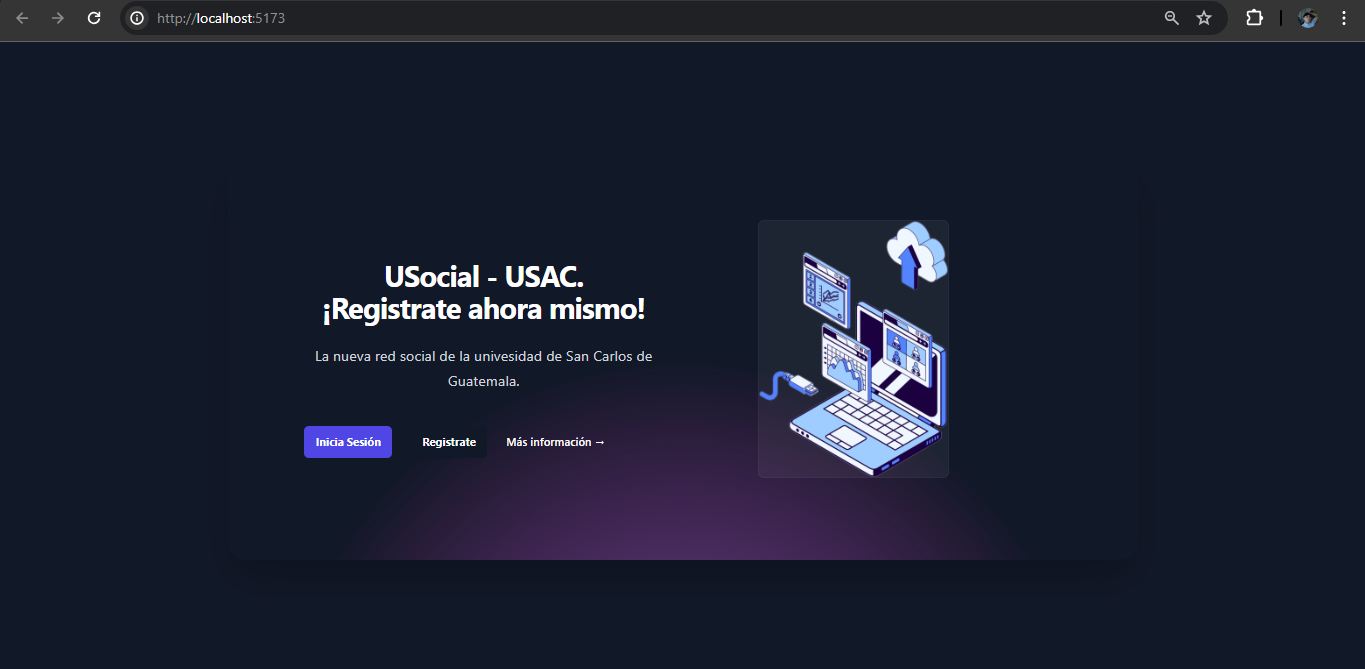 http://localhost:5173
USocial - USAC.
¡Registrate ahora mismo!
La nueva red social de la univesidad de San Carlos de
Guatemala.
Inicia Sesión
Registrate
Más información →